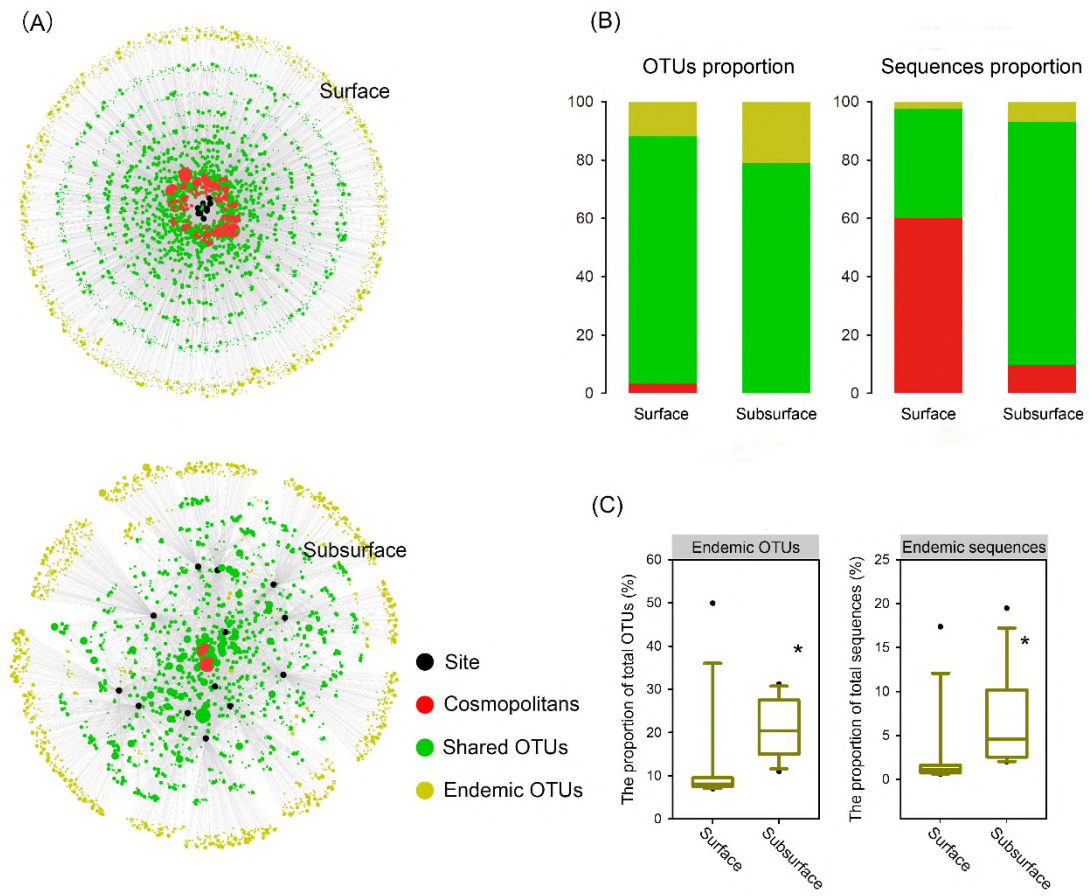 (A)
Surface
Subsurface
Site
Cosmopolitans
Shared OTUs
Endemic OTUs
(B)
OTUs proportion
Sequences proportion
100
80
60
40
20
0
Surface
Subsurface
100
80
60
40
20
0
Surface
Subsurface
(C)
Endemic OTUs
The proportion of total OTUs (%)
60
50
40
30
20
10
0
*
Surface
Subsurface
Endemic sequences
The proportion of total sequences (%)
25
20
15
10
5
0
*
Surface
Subsurface